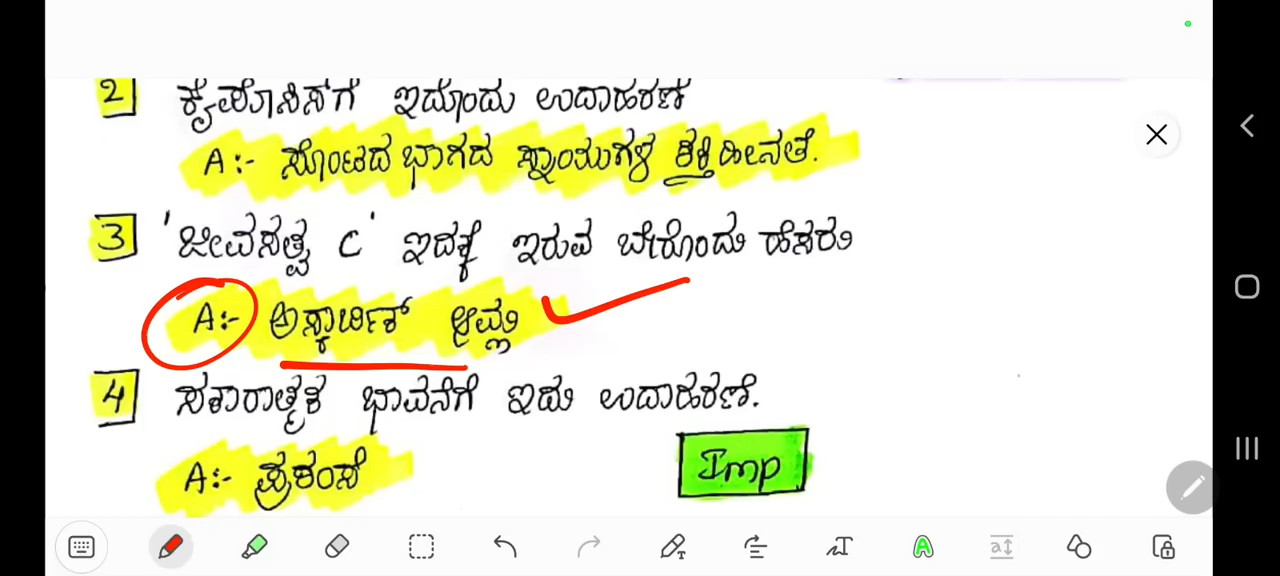 2 ಕೈಪೋಸಿಸ್‌ಗೆ ಇದೊಂದು ಉದಾಹರಣೆ
A:- ಸೊಂಟದ ಭಾಗದ ಸ್ನಾಯುಗಳ ಶಕ್ತಿಹೀನತೆ.
3 'ಜೀವಸತ್ವ C' ಇದಕ್ಕೆ ಇರುವ ಬೇರೊಂದು ಹೆಸರು
A:- ಅಸ್ಕಾರ್ಬಿಕ್ ಆಮ್ಲ
4 ಸಕಾರಾತ್ಮಕ ಭಾವನೆಗೆ ಇದು ಉದಾಹರಣೆ.
A:- ಪ್ರಶಂಸೆ
Imp